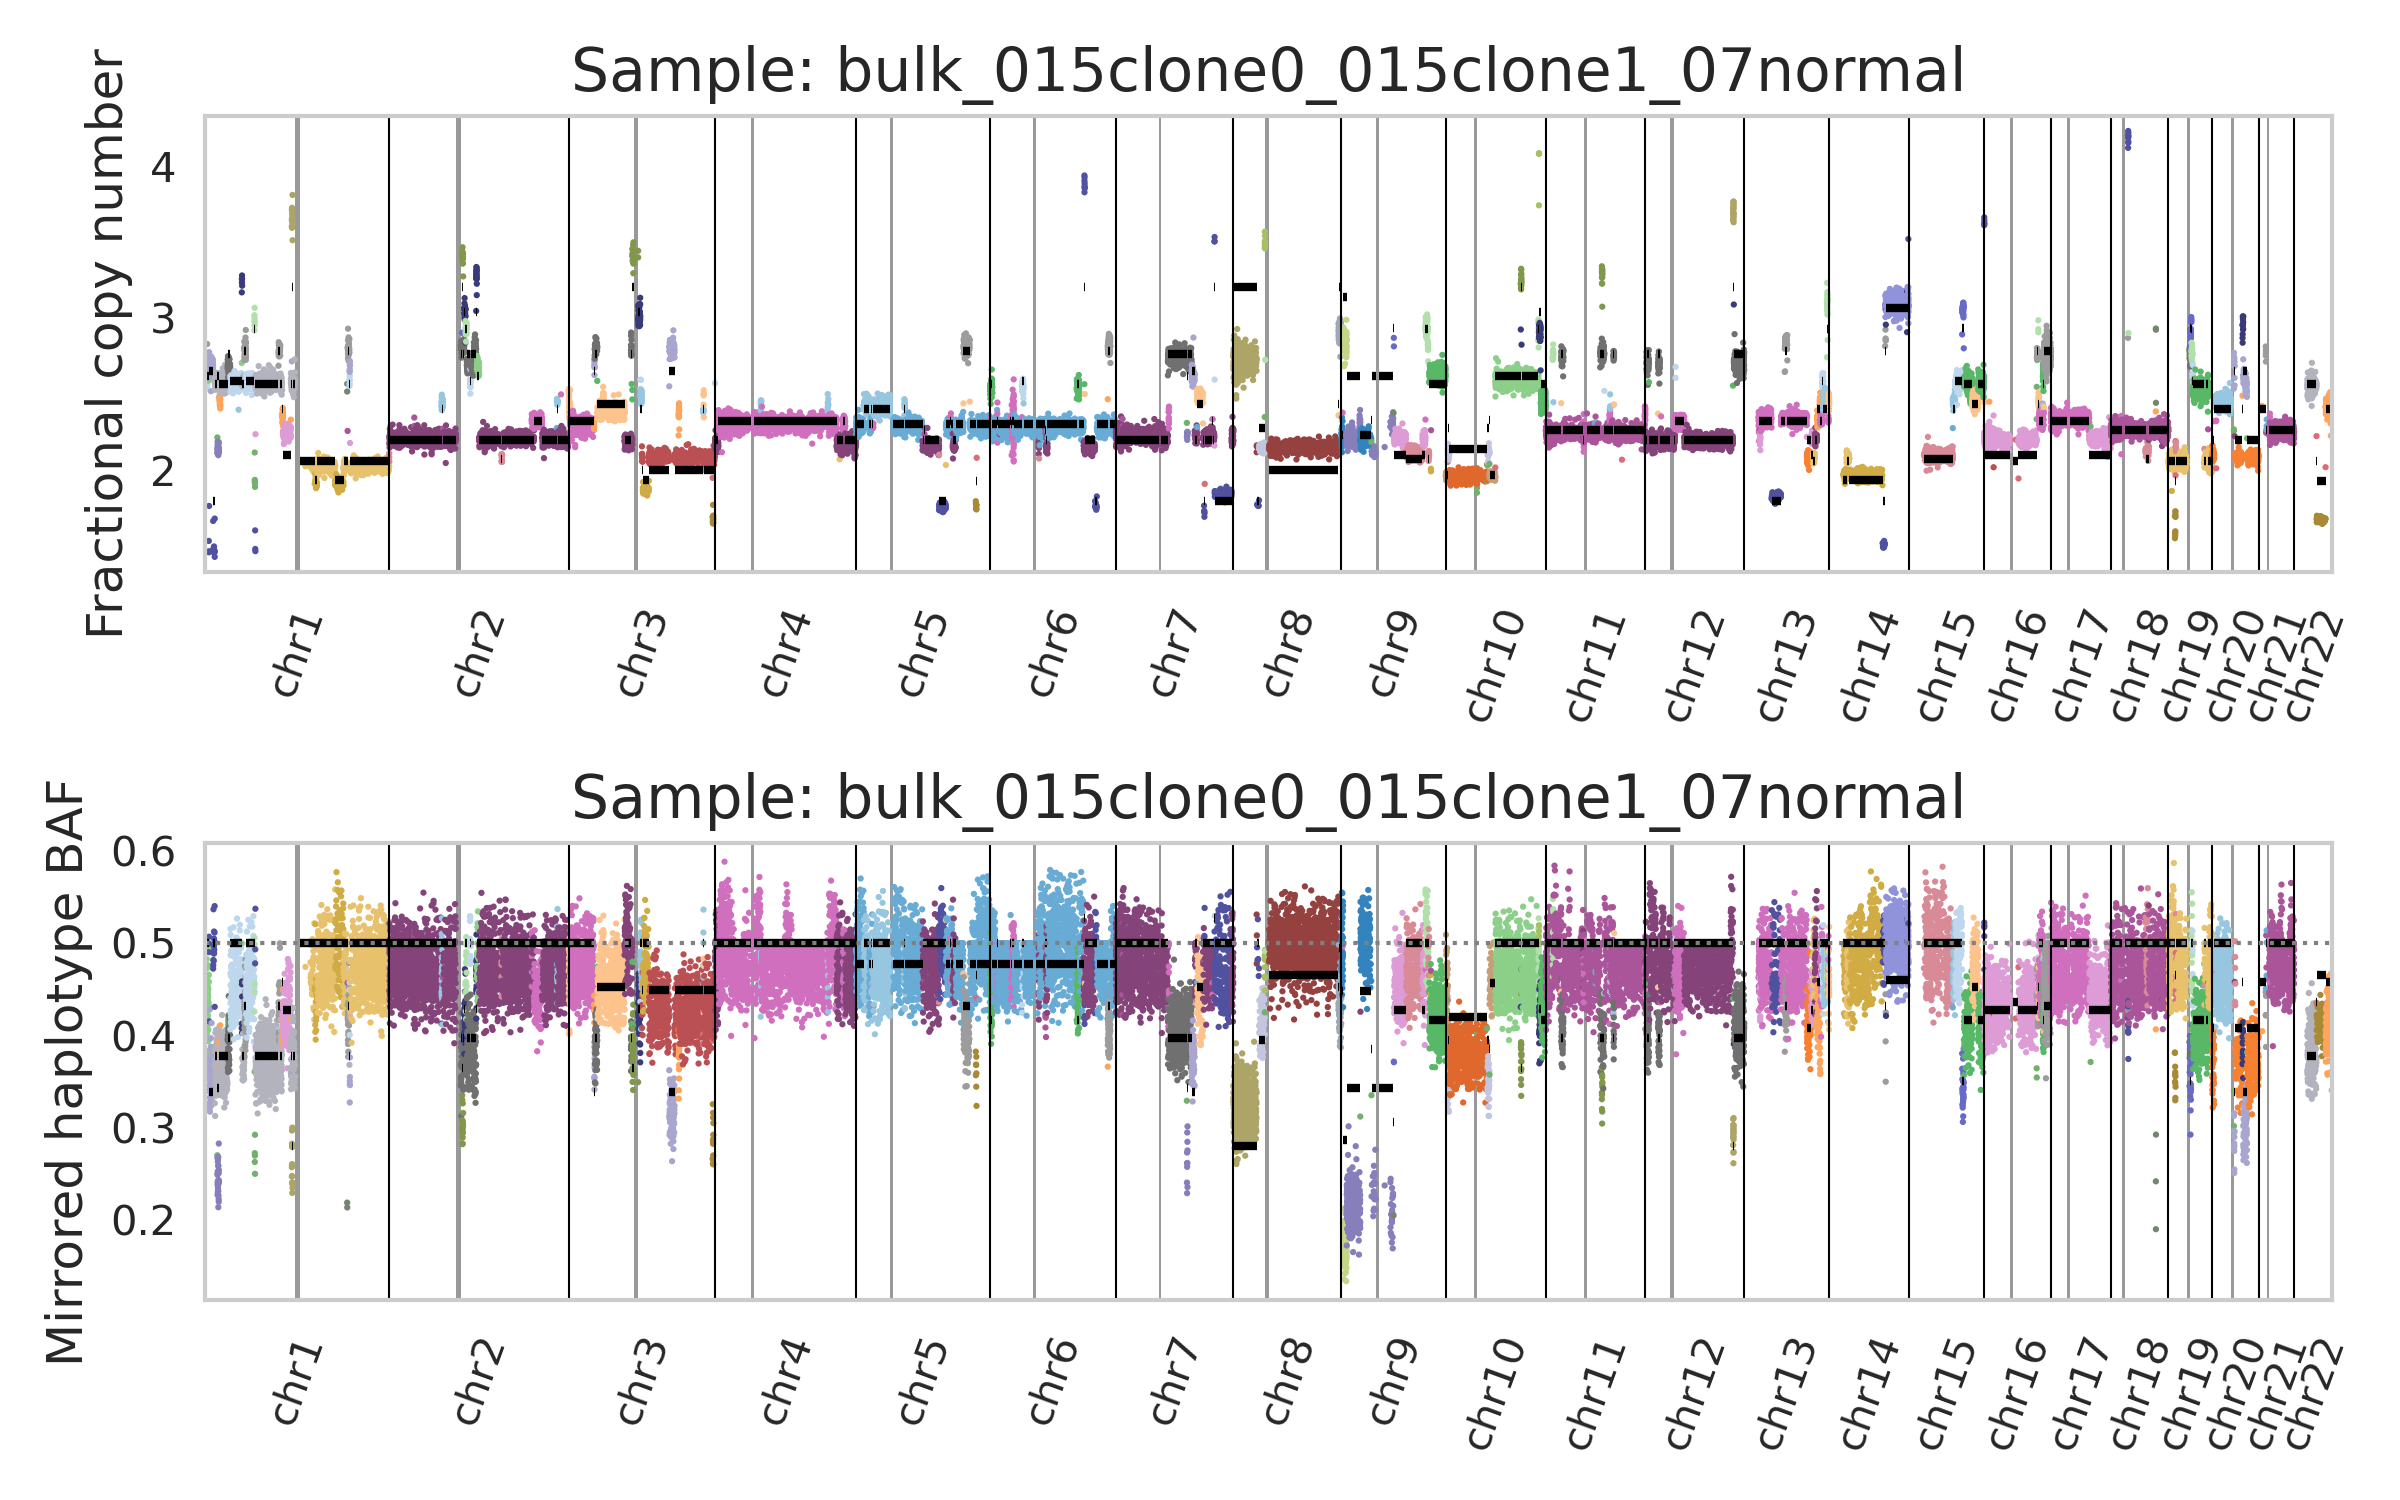 Sample: bulk_015clone0_015clone1_07normal
Fractional copy number
4
3
2
chr1 chr2 chr3 chr4 chr5 chr6 chr7 chr8 chr9 chr10 chr11 chr12 chr13 chr14 chr15 chr16 chr17 chr18 chr19 chr20 chr21 chr22
Sample: bulk_015clone0_015clone1_07normal
Mirrored haplotype BAF
0.6
0.5
0.4
0.3
0.2
chr1 chr2 chr3 chr4 chr5 chr6 chr7 chr8 chr9 chr10 chr11 chr12 chr13 chr14 chr15 chr16 chr17 chr18 chr19 chr20 chr21 chr22